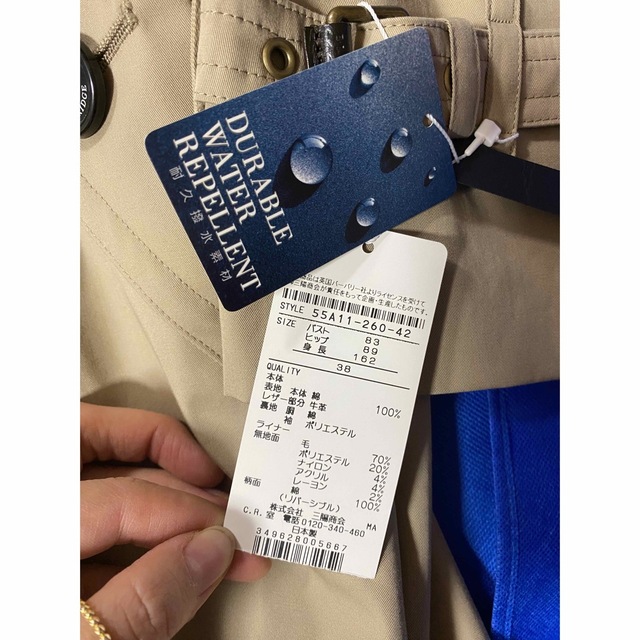 RIDGE
DURABLE
WATER
REPELLENT
耐久撥水素材
品は英国バーバリー社よりライセンスを受けて
三陽商会が責任をもって企画・生産したものです。
STYLE 55A11-260-42
SIZE バスト 83
ヒップ 89
身長 162
38
QUALITY
本体
表地 本体 綿 100%
レザー部分 牛革
裏地 胴 綿
袖 ポリエステル
ライナー
無地面 毛 70%
ポリエステル 20%
ナイロン 4%
アクリル 4%
レーヨン 2%
柄面 綿 100%
(リバーシブル)
株式会社 三陽商会 MA
C.R.室 電話0120-340-460
日本製
349628005667